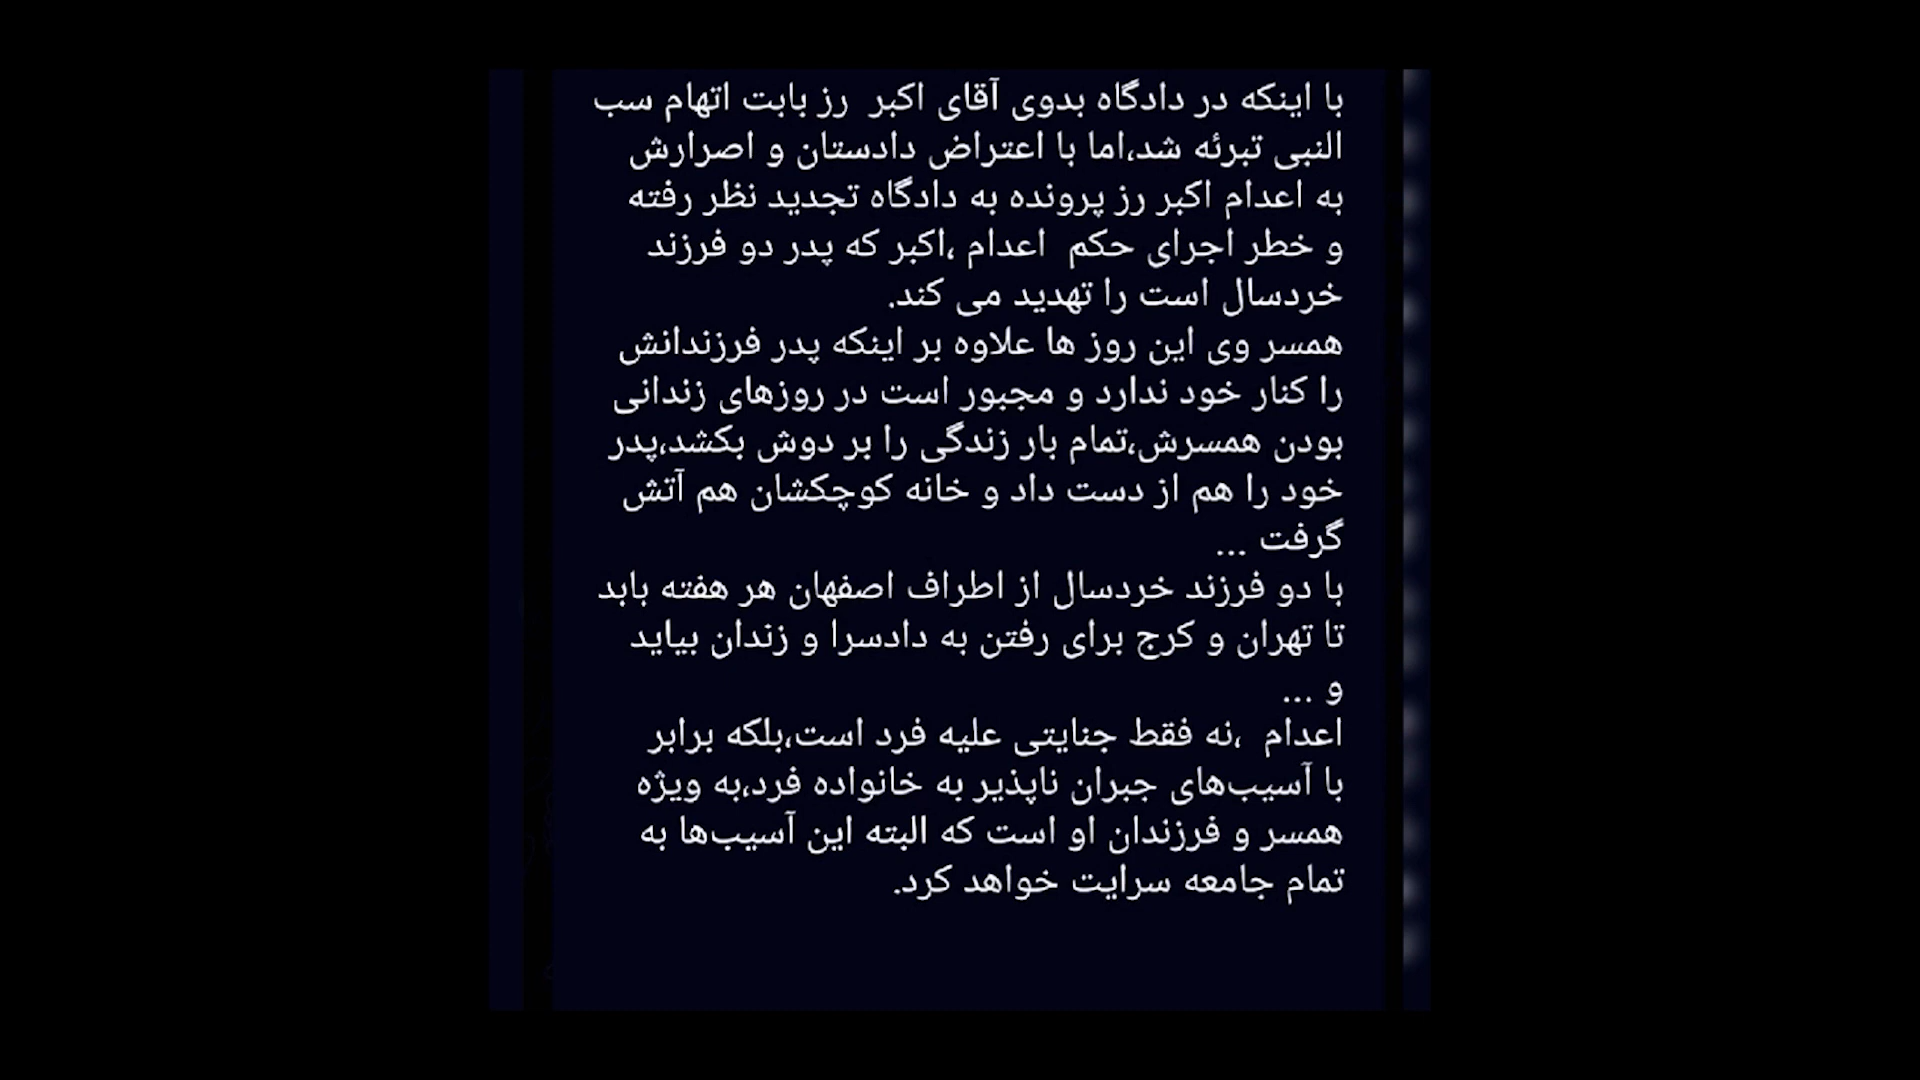 با اینکه در دادگاه بدوی آقای اکبر رز بابت اتهام سب
النبی تبرئه شد،اما با اعتراض دادستان و اصرارش
به اعدام اکبر رز پرونده به دادگاه تجدید نظر رفته
و خطر اجرای حکم اعدام ،اکبر که پدر دو فرزند
خردسال است را تهدید می کند.
همسر وی این روز ها علاوه بر اینکه پدر فرزندانش
را کنار خود ندارد و مجبور است در روزهای زندانی
بودن همسرش،تمام بار زندگی را بر دوش بکشد،پدر
خود را هم از دست داد و خانه کوچکشان هم آتش
گرفت ...
با دو فرزند خردسال از اطراف اصفهان هر هفته بابد
تا تهران و کرج برای رفتن به دادسرا و زندان بیاید
و ...
اعدام ،نه فقط جنایتی علیه فرد است،بلکه برابر
با آسیب‌های جبران ناپذیر به خانواده فرد،به ویژه
همسر و فرزندان او است که البته این آسیب‌ها به
تمام جامعه سرایت خواهد کرد.